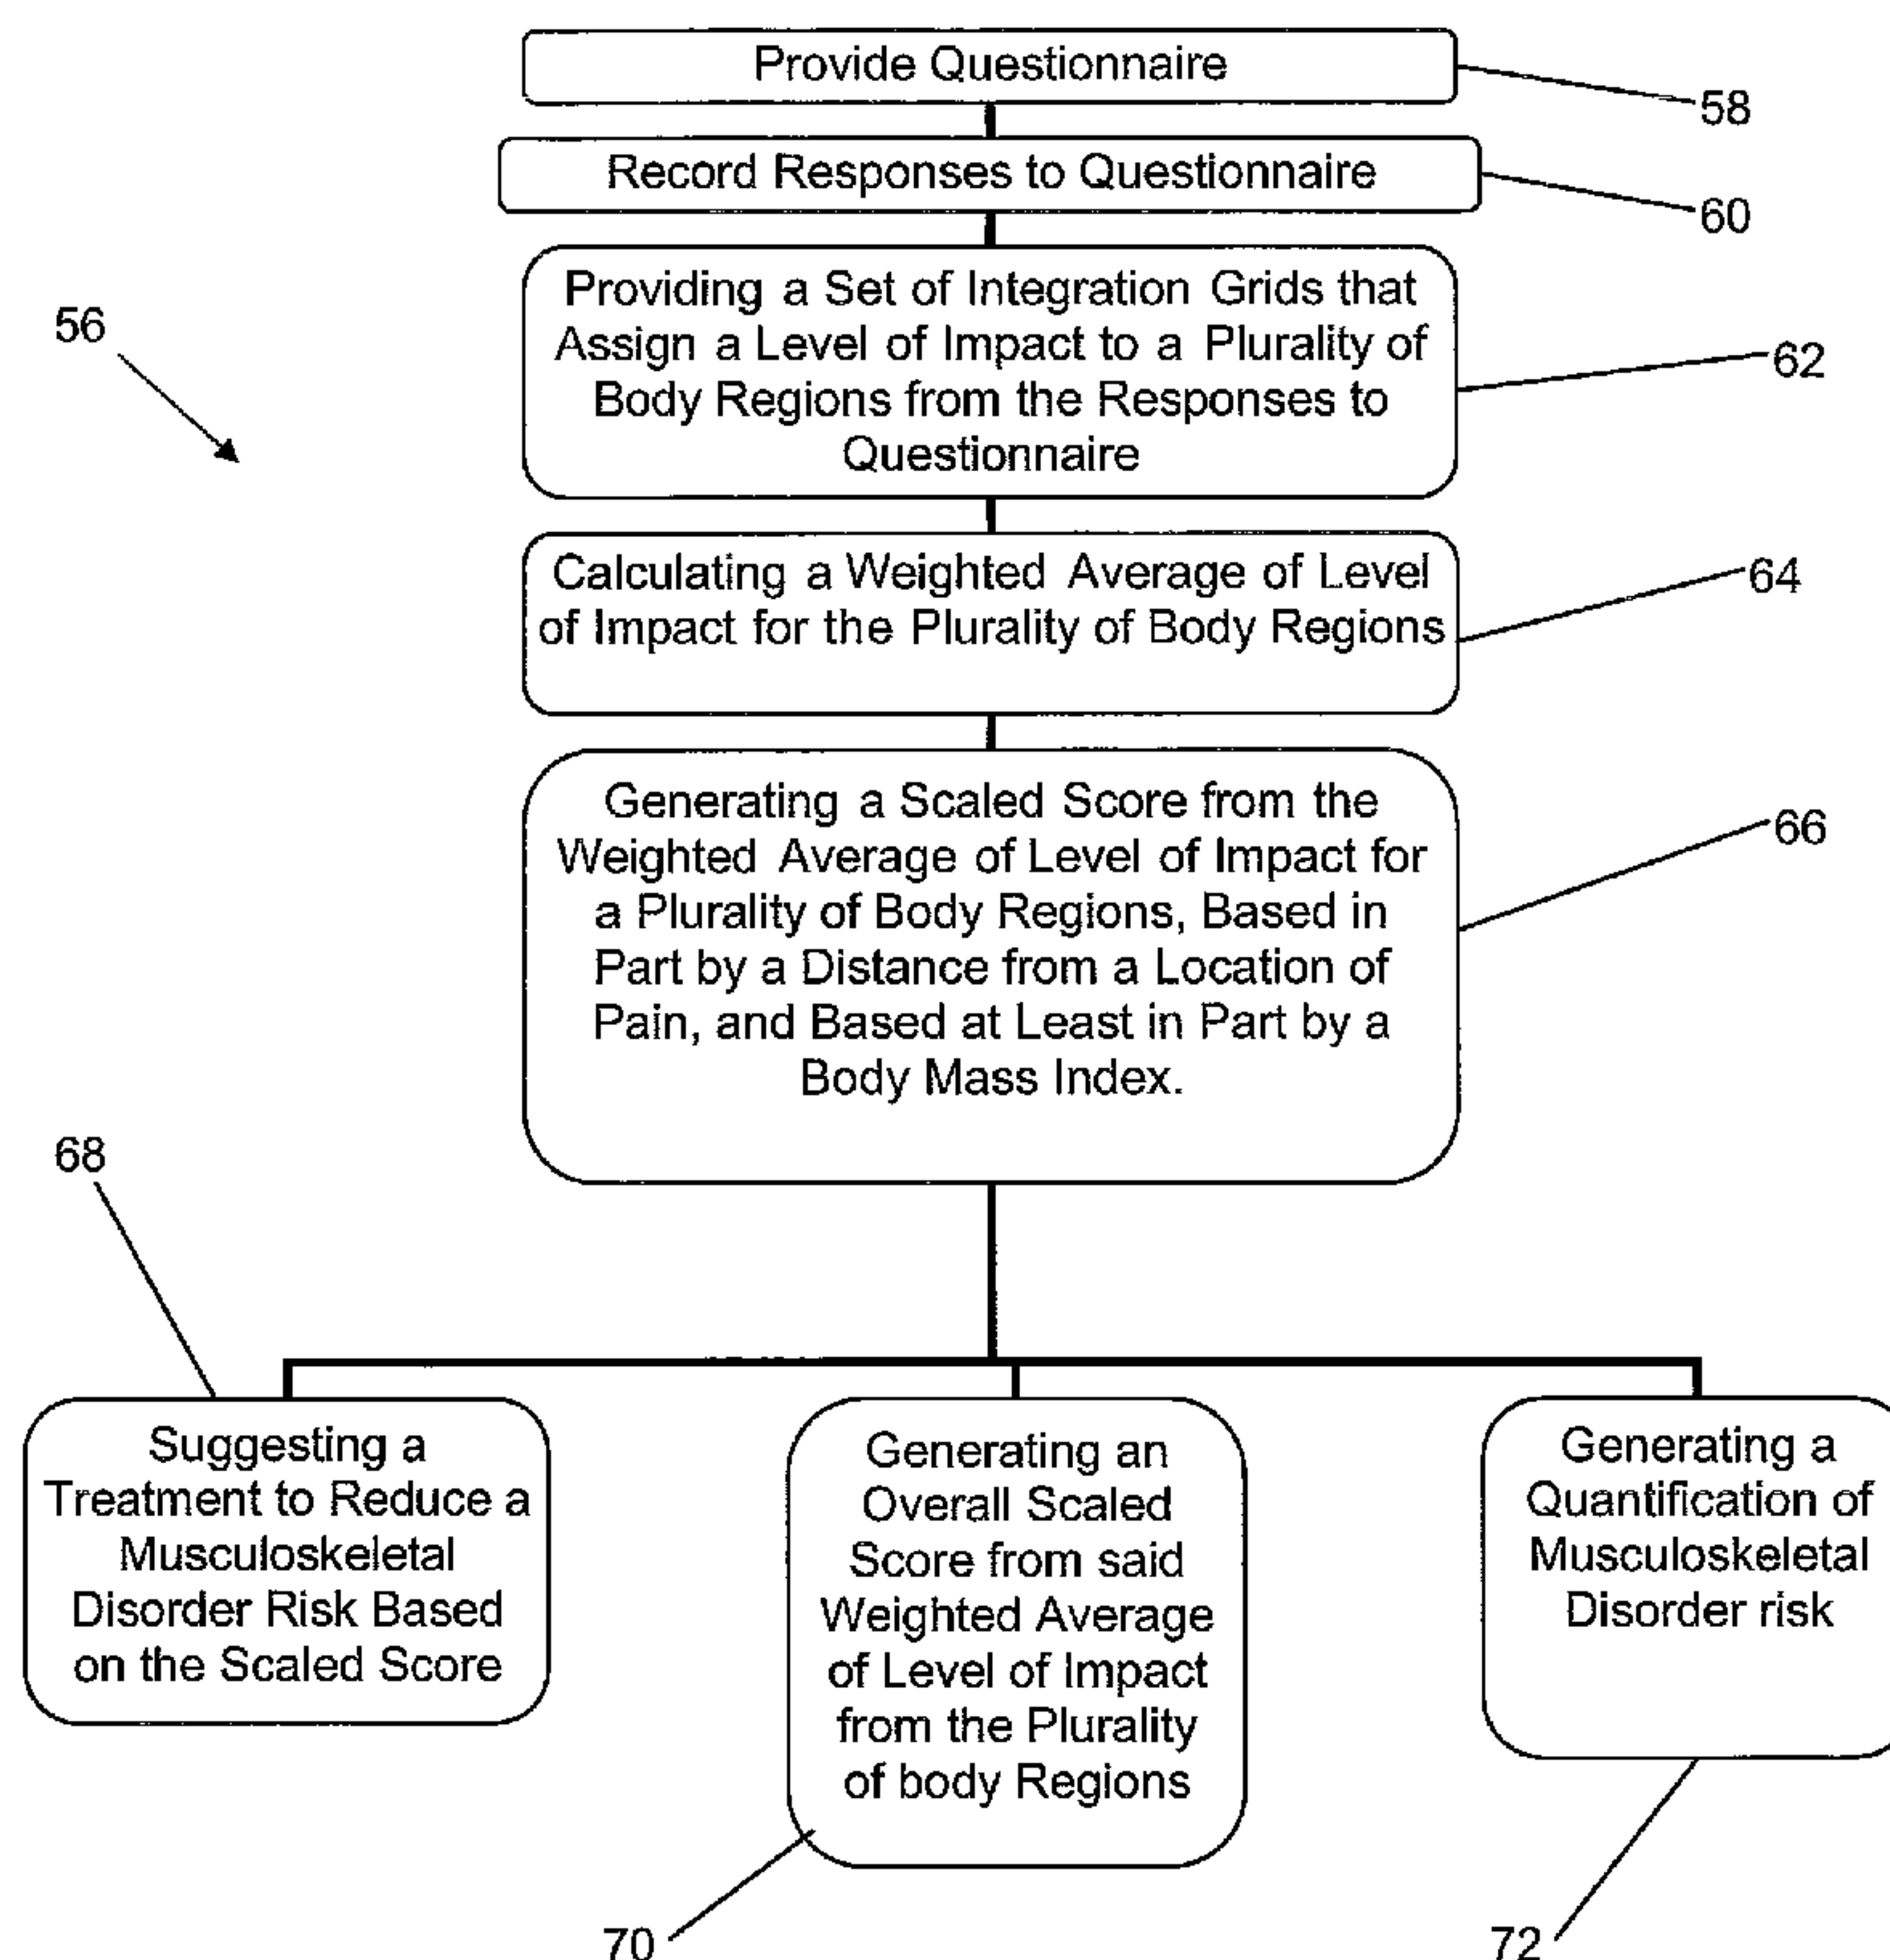 Provide Questionnaire
58
Record Responses to Questionnaire
60
Providing a Set of Integration Grids that
Assign a Level of Impact to a Plurality of
Body Regions from the Responses to
Questionnaire
56
62
Calculating a Weighted Average of Level
of Impact for the Plurality of Body Regions
64
Generating a Scaled Score from the
Weighted Average of Level of Impact for
a Plurality of Body Regions, Based in
Part by a Distance from a Location of
Pain, and Based at Least in Part by a
Body Mass Index.
66
68
Suggesting a
Treatment to Reduce a
Musculoskeletal
Disorder Risk Based
on the Scaled Score
Generating an
Overall Scaled
Score from said
Weighted Average
of Level of Impact
from the Plurality
of body Regions
Generating a
Quantification of
Musculoskeletal
Disorder risk
70
72